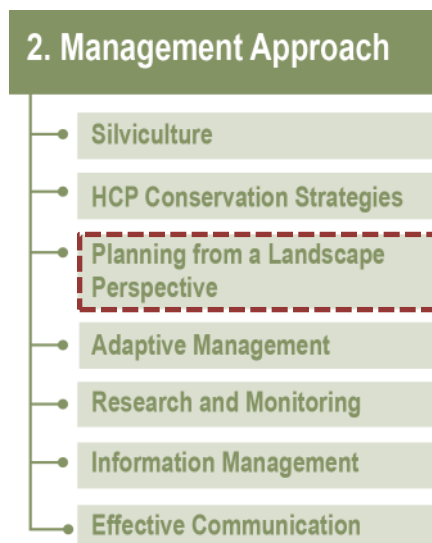 2. Management Approach
Silviculture
HCP Conservation Strategies
Planning from a Landscape
Perspective
Adaptive Management
Research and Monitoring
Information Management
Effective Communication